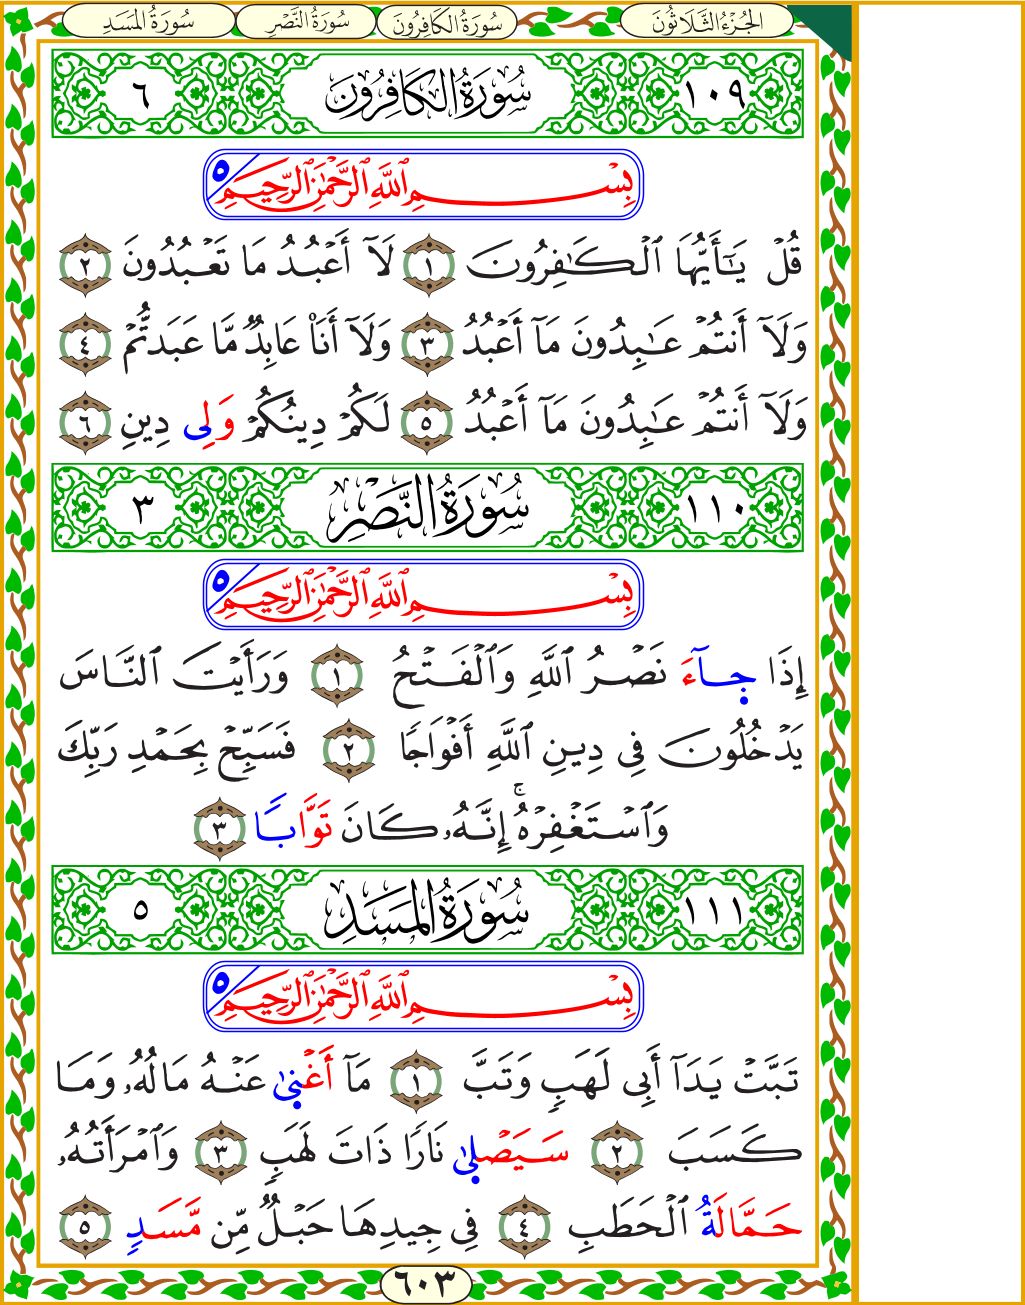 الجُزْءُ الثَّلَاثُونَ سُورَةُ الكَافِرُونَ سُورَةُ النَّصْرِ سُورَةُ المَسَدِ
١٠٩ سُورَةُ الكَافِرُونَ ٦
بِسْمِ ٱللَّهِ ٱلرَّحْمَٰنِ ٱلرَّحِيمِ ٥
قُلْ يَٰٓأَيُّهَا ٱلْكَٰفِرُونَ ١ لَآ أَعْبُدُ مَا تَعْبُدُونَ ٢
وَلَآ أَنتُمْ عَٰبِدُونَ مَآ أَعْبُدُ ٣ وَلَآ أَنَا۠ عَابِدٌ مَّا عَبَدتُّمْ ٤
وَلَآ أَنتُمْ عَٰبِدُونَ مَآ أَعْبُدُ ٥ لَكُمْ دِينُكُمْ وَلِى دِينِ ٦
١١٠ سُورَةُ النَّصْرِ ٣
بِسْمِ ٱللَّهِ ٱلرَّحْمَٰنِ ٱلرَّحِيمِ ٥
إِذَا جَآءَ نَصْرُ ٱللَّهِ وَٱلْفَتْحُ ١ وَرَأَيْتَ ٱلنَّاسَ
يَدْخُلُونَ فِى دِينِ ٱللَّهِ أَفْوَاجًا ٢ فَسَبِّحْ بِحَمْدِ رَبِّكَ
وَٱسْتَغْفِرْهُ ۚ إِنَّهُۥ كَانَ تَوَّابًۢا ٣
١١١ سُورَةُ المَسَدِ ٥
بِسْمِ ٱللَّهِ ٱلرَّحْمَٰنِ ٱلرَّحِيمِ ٥
تَبَّتْ يَدَآ أَبِى لَهَبٍ وَتَبَّ ١ مَآ أَغْنٜىٰ عَنْهُ مَالُهُۥ وَمَا
كَسَبَ ٢ سَيَصْلٜىٰ نَارًا ذَاتَ لَهَبٍ ٣ وَٱمْرَأَتُهُۥ
حَمَّالَةُ ٱلْحَطَبِ ٤ فِى جِيدِهَا حَبْلٌ مِّن مَّسَدٍۭ ٥
٦٠٣